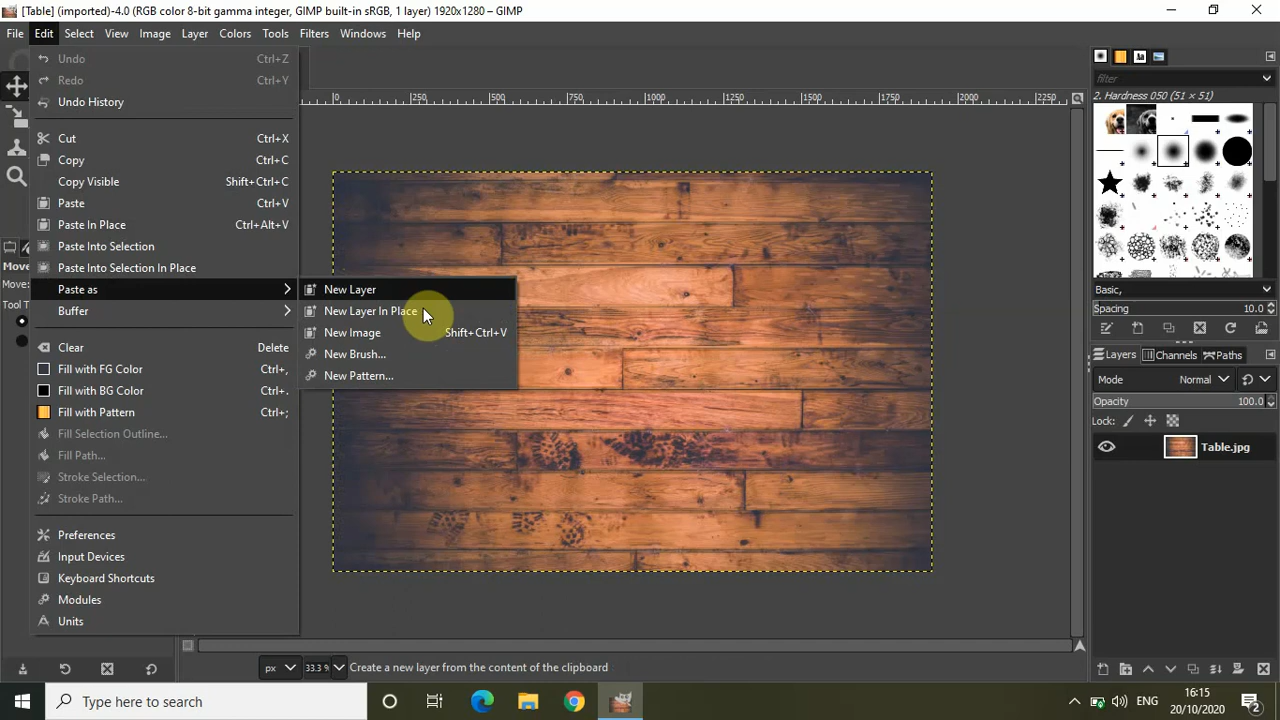 [Table] (imported)-4.0 (RGB color 8-bit gamma integer, GIMP built-in sRGB, 1 layer) 1920x1280 – GIMP
File Edit Select View Image Layer Colors Tools Filters Windows Help
Undo Ctrl+Z
Redo Ctrl+Y
Undo History
Cut Ctrl+X
Copy Ctrl+C
Copy Visible Shift+Ctrl+C
Paste Ctrl+V
Paste In Place Ctrl+Alt+V
Paste Into Selection
Paste Into Selection In Place
Paste as
Buffer
Clear Delete
Fill with FG Color Ctrl+,
Fill with BG Color Ctrl+.
Fill with Pattern Ctrl+;
Fill Selection Outline...
Fill Path...
Stroke Selection...
Stroke Path...
Preferences
Input Devices
Keyboard Shortcuts
Modules
Units
New Layer
New Layer In Place
New Image Shift+Ctrl+V
New Brush...
New Pattern...
Move
Move:
Tool T
0 250 500 750 1000 1250 1500 1750 2000 2250
filter
2. Hardness 050 (51 × 51)
Basic,
Spacing 10.0
Layers Channels Paths
Mode Normal
Opacity 100.0
Lock:
Table.jpg
px 33.3 % Create a new layer from the content of the clipboard
Type here to search
ENG
16:15
20/10/2020
2